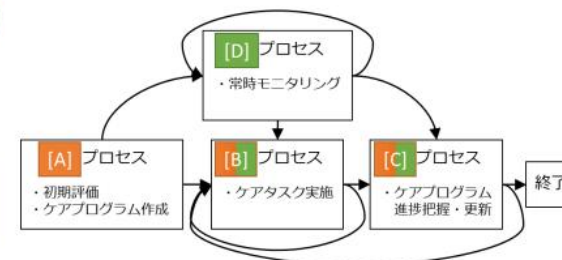 [D] プロセス
・常時モニタリング
[A] プロセス
・初期評価
・ケアプログラム作成
[B] プロセス
・ケアタスク実施
[C] プロセス
・ケアプログラム
進捗把握・更新
終了